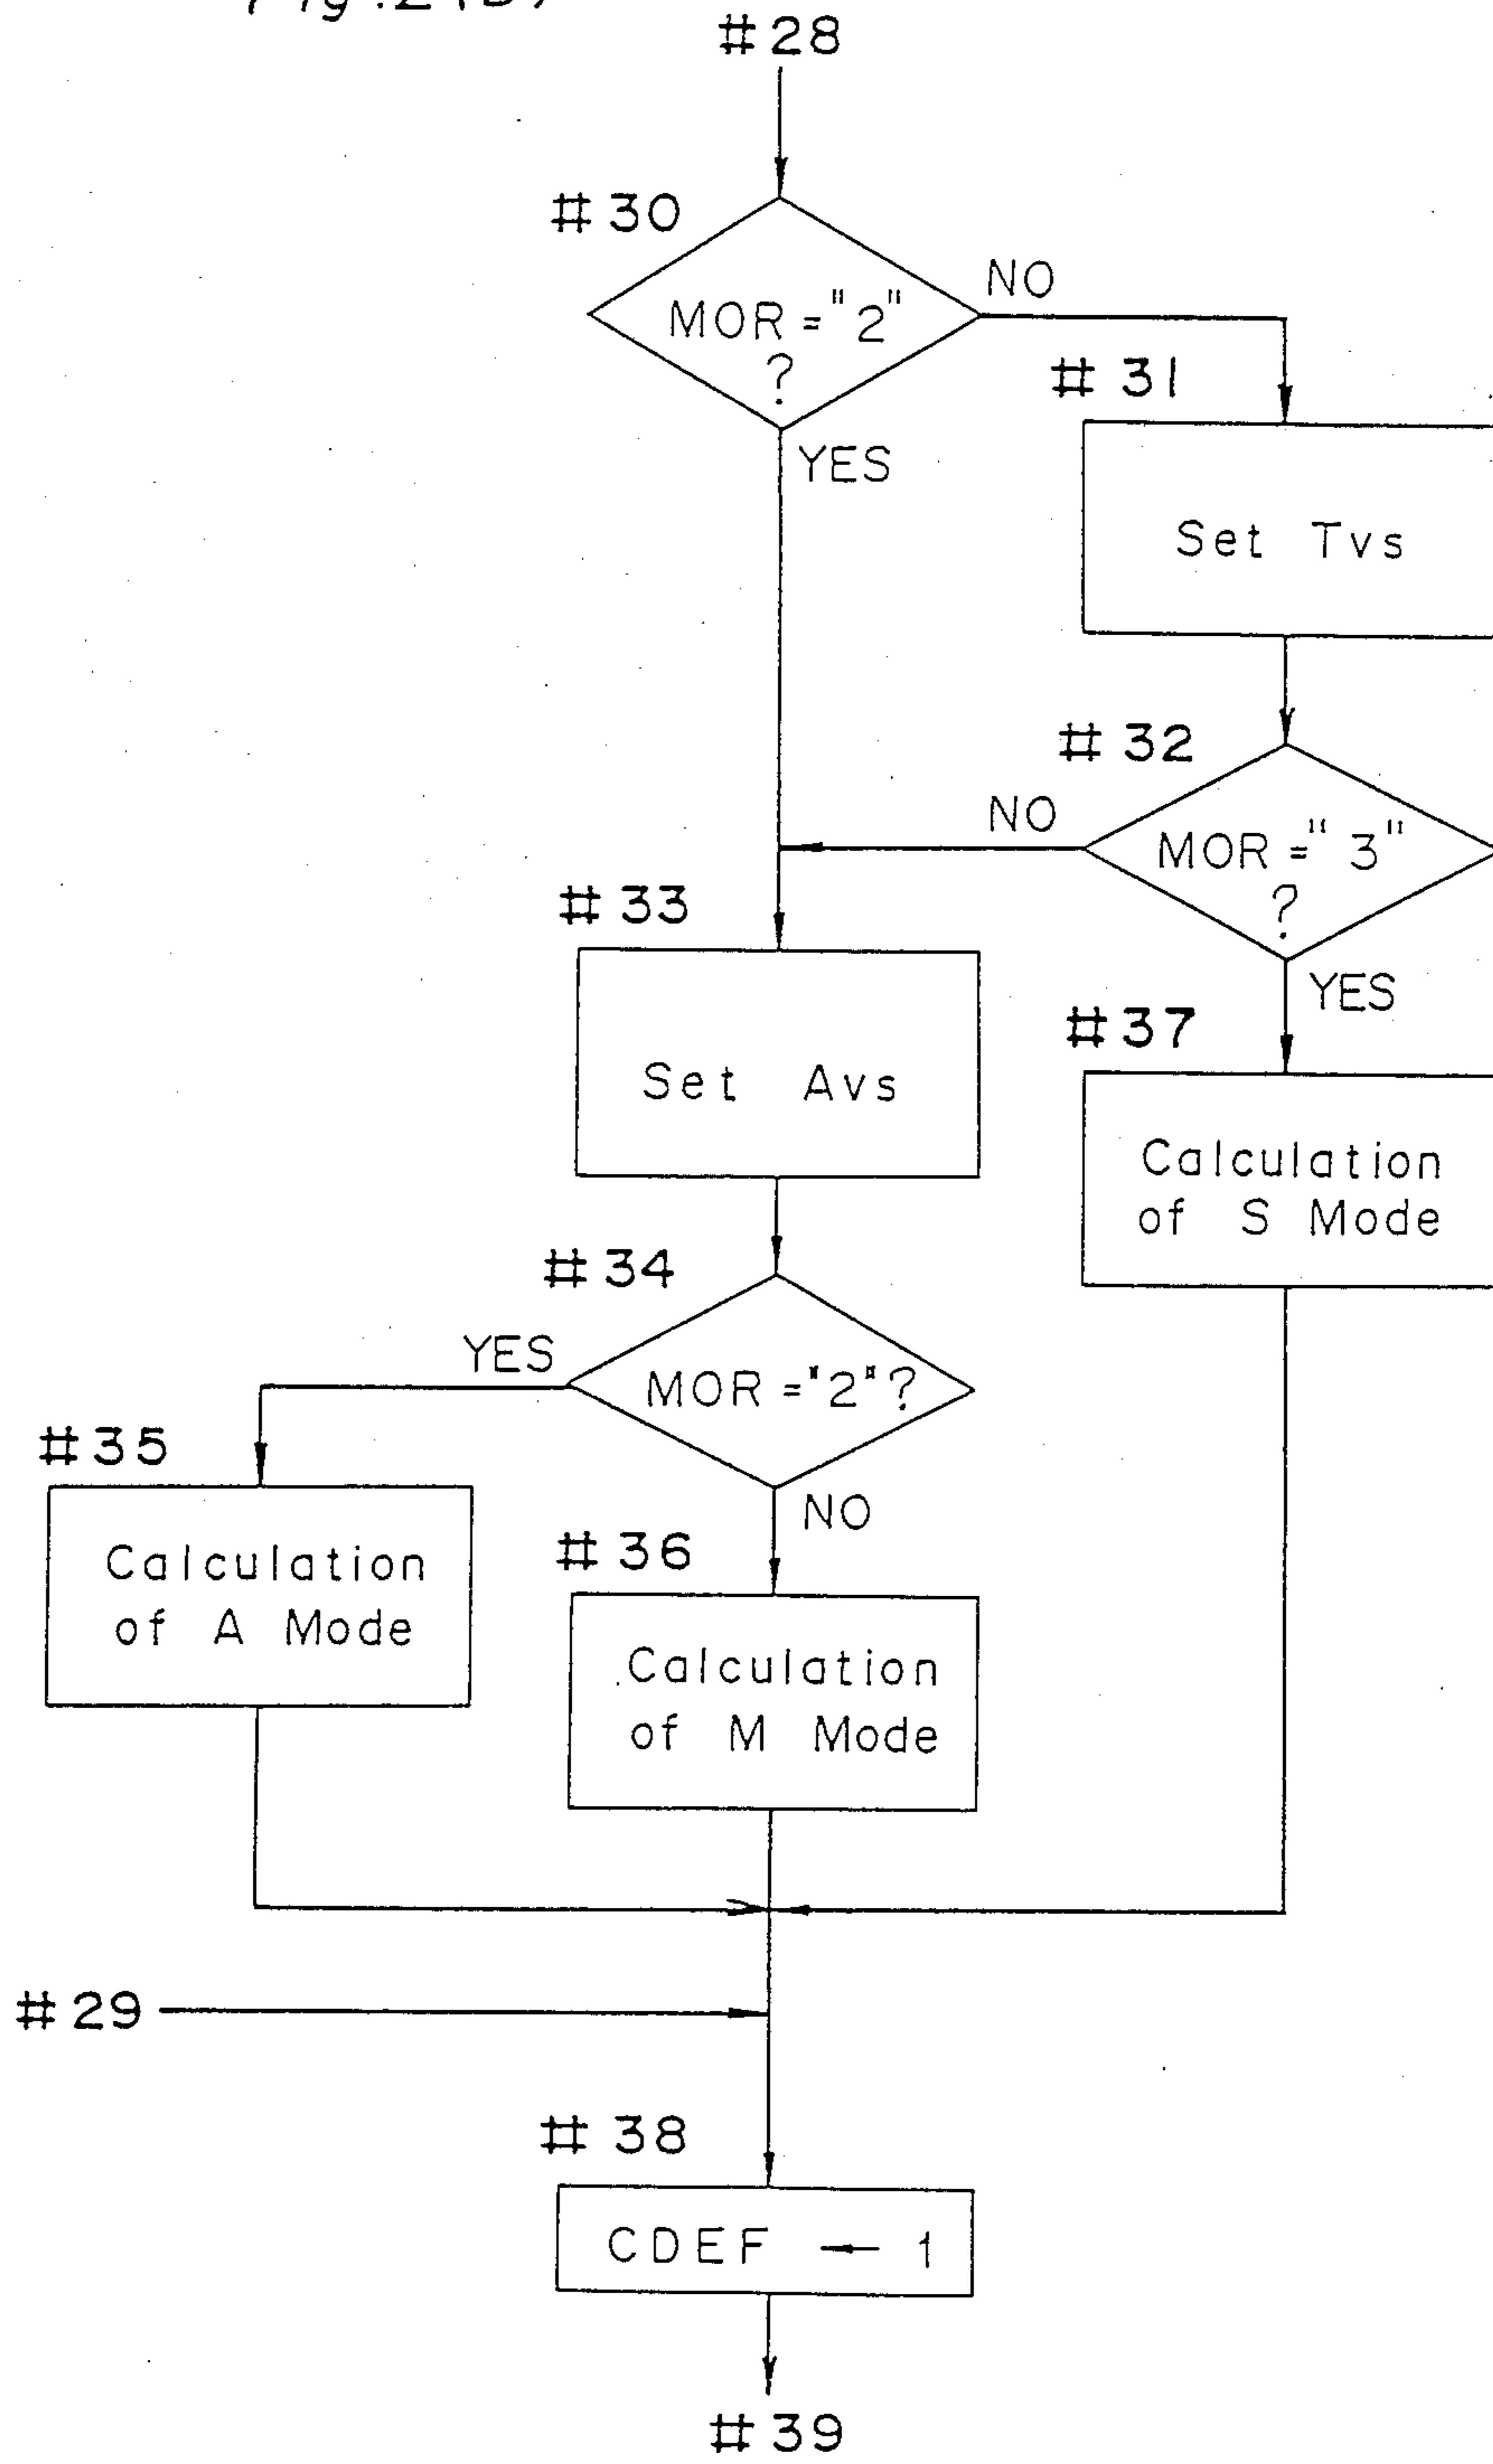 #28
#30
MOR="2"
?
NO
YES
#31
Set Tvs
#32
NO
MOR="3"
?
YES
#33
Set Avs
#37
Calculation
of S Mode
#34
YES
MOR="2"?
NO
#35
Calculation
of A Mode
#36
Calculation
of M Mode
#29
#38
CDEF ← 1
#39